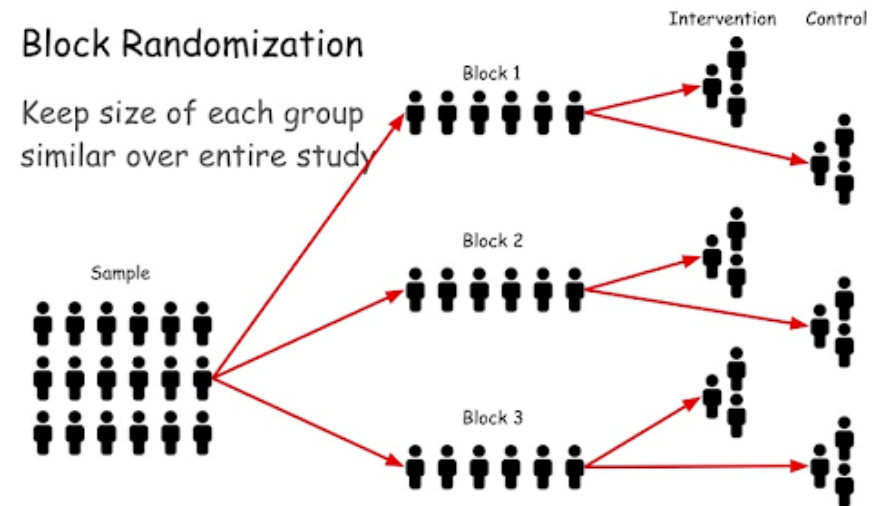 Block Randomization
Keep size of each group
similar over entire study
Intervention
Control
Block 1
Block 2
Sample
Block 3